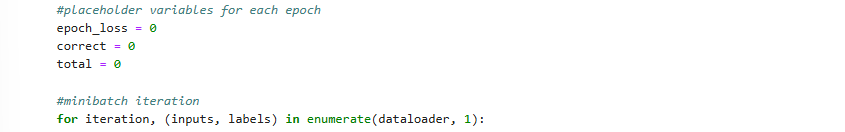 #placeholder variables for each epoch
epoch_loss = 0
correct = 0
total = 0
#minibatch iteration
for iteration, (inputs, labels) in enumerate(dataloader, 1):